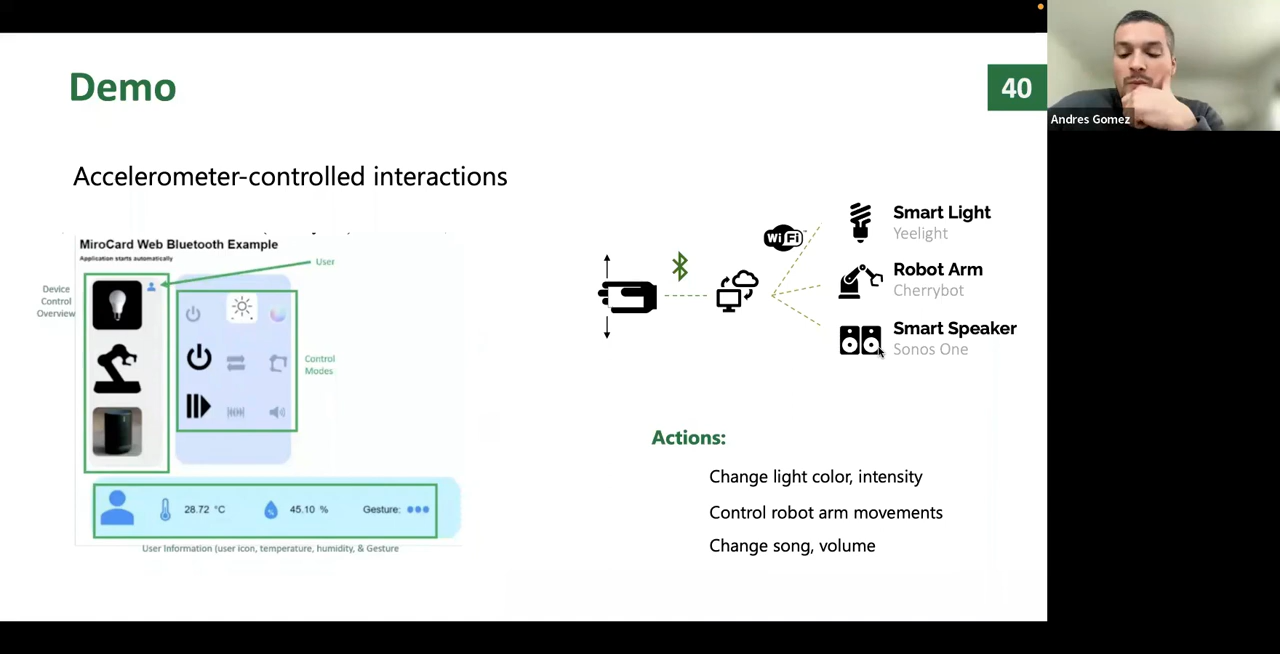 Demo
40
Andres Gomez
Accelerometer-controlled interactions
MiroCard Web Bluetooth Example
Application starts automatically
User
Device
Control
Overview
Control
Modes
28.72 °C
45.10 %
Gesture:
User Information (user icon, temperature, humidity, & Gesture
WiFi
Smart Light
Yeelight
Robot Arm
Cherrybot
Smart Speaker
Sonos One
Actions:
Change light color, intensity
Control robot arm movements
Change song, volume